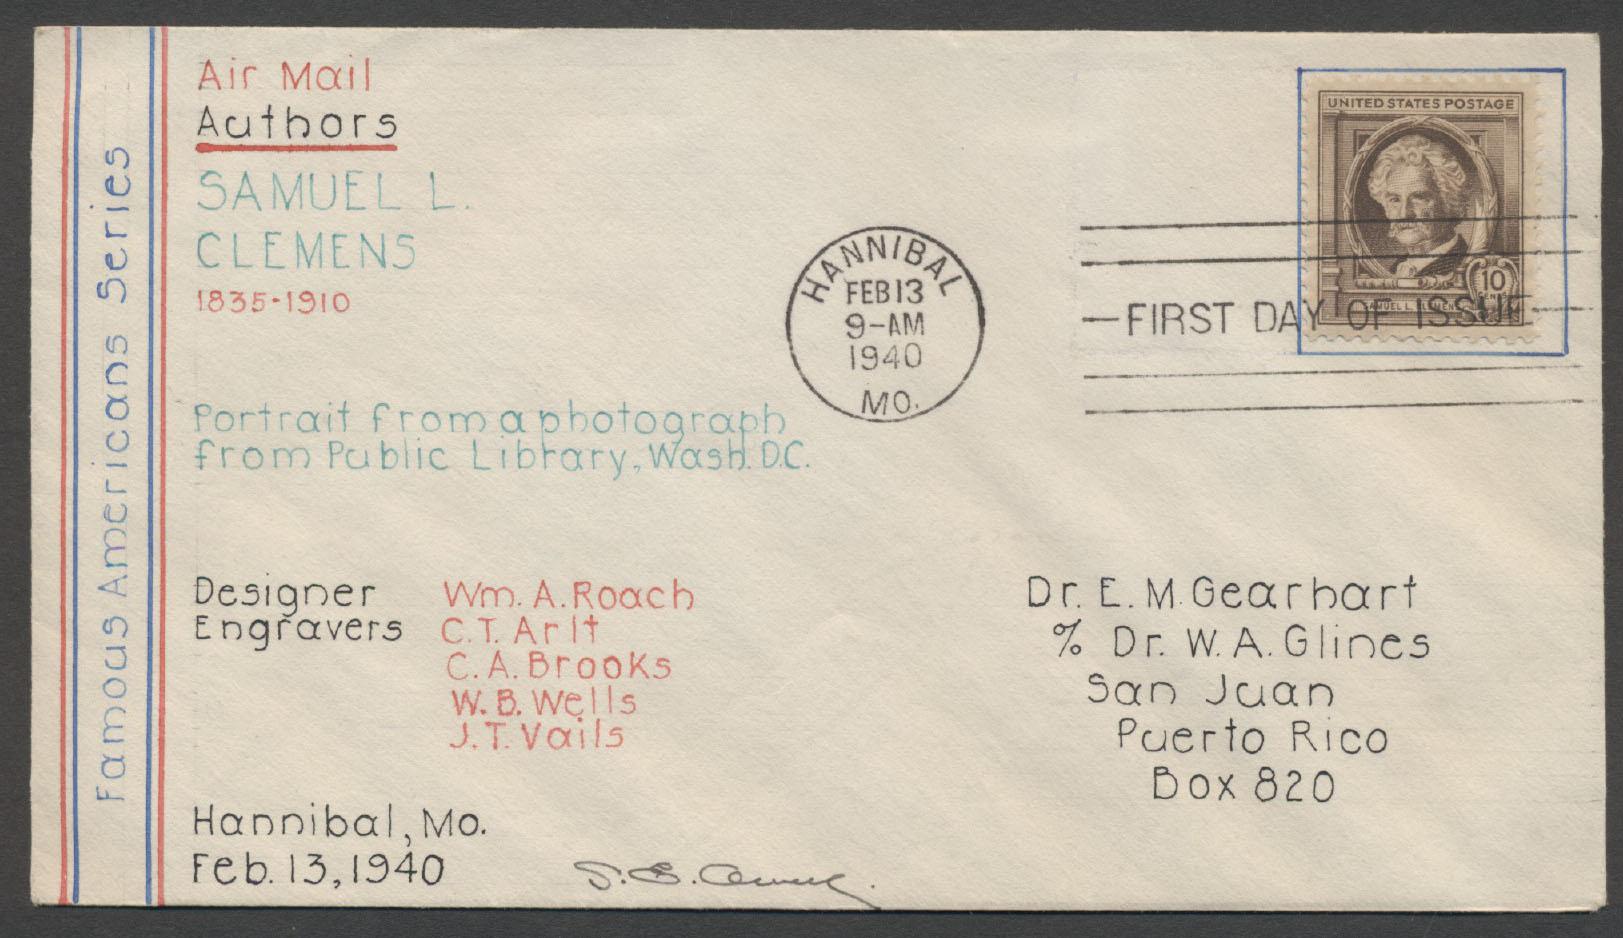 Famous Americans Series
Air Mail
Authors
SAMUEL L.
CLEMENS
1835-1910
UNITED STATES POSTAGE
10
SAMUEL L. CLEMENS
HANNIBAL
FEB 13
9-AM
1940
MO.
FIRST DAY OF ISSUE
Portrait from a photograph
from Public Library, Wash. D.C.
Designer Wm. A. Roach
Engravers C.T. Arlt
C. A. Brooks
W. B. Wells
J. T. Vails
Dr. E. M. Gearhart
% Dr. W. A. Glines
San Juan
Puerto Rico
Box 820
Hannibal, Mo.
Feb. 13, 1940